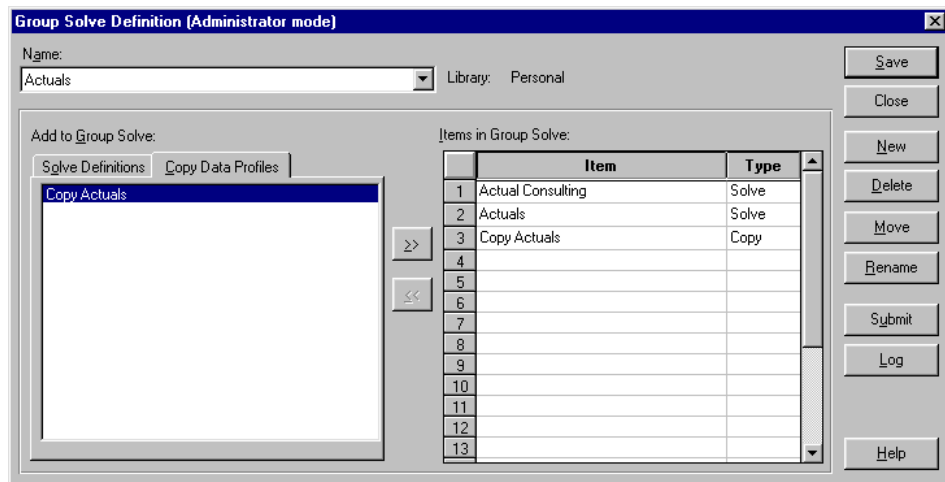 Group Solve Definition (Administrator mode)
Name:
Actuals
Library: Personal
Add to Group Solve:
Solve Definitions Copy Data Profiles
Copy Actuals
>>
<<
Items in Group Solve:
Item Type
1 Actual Consulting Solve
2 Actuals Solve
3 Copy Actuals Copy
4
5
6
7
8
9
10
11
12
13
Save
Close
New
Delete
Move
Rename
Submit
Log
Help